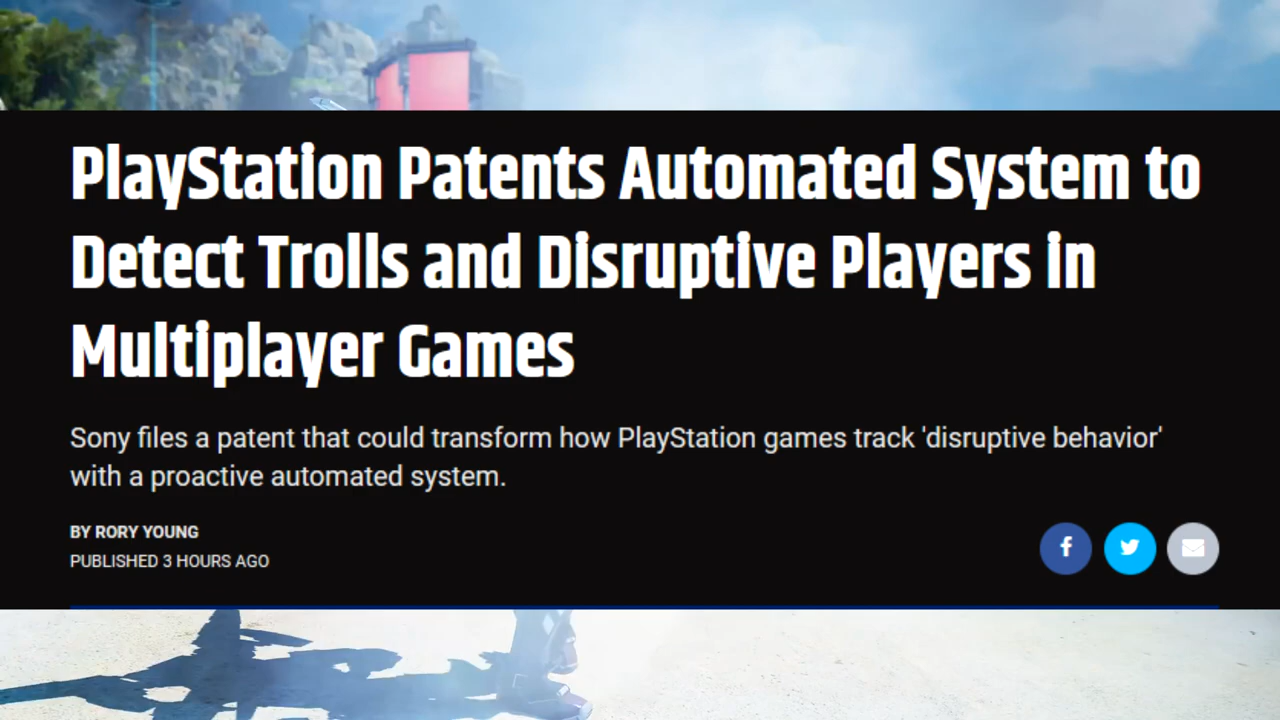 PlayStation Patents Automated System to
Detect Trolls and Disruptive Players in
Multiplayer Games
Sony files a patent that could transform how PlayStation games track 'disruptive behavior'
with a proactive automated system.
BY RORY YOUNG
PUBLISHED 3 HOURS AGO